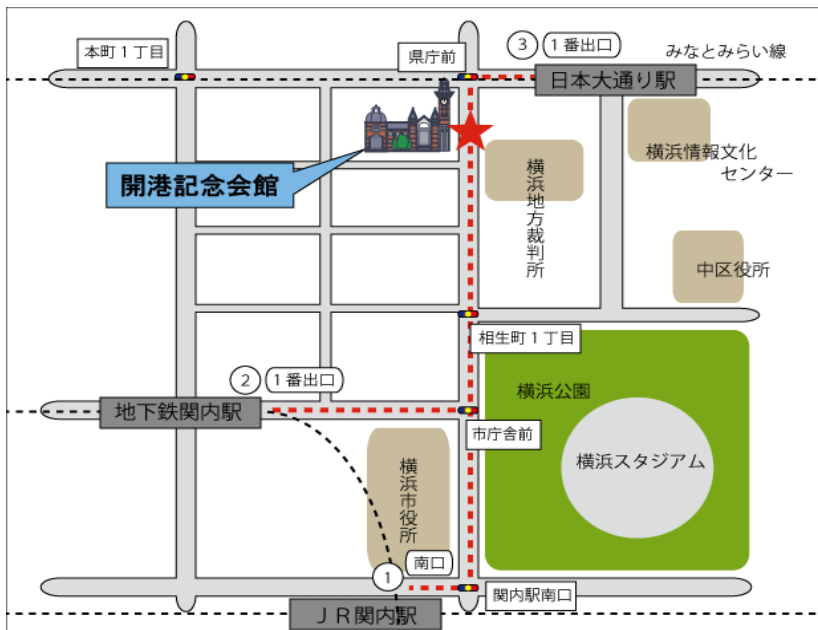 本町1丁目
県庁前
③
1番出口
みなとみらい線
日本大通り駅
開港記念会館
横浜地方裁判所
横浜情報文化
センター
中区役所
相生町1丁目
②
1番出口
地下鉄関内駅
市庁舎前
横浜公園
横浜スタジアム
横浜市役所
南口
①
関内駅南口
JR関内駅